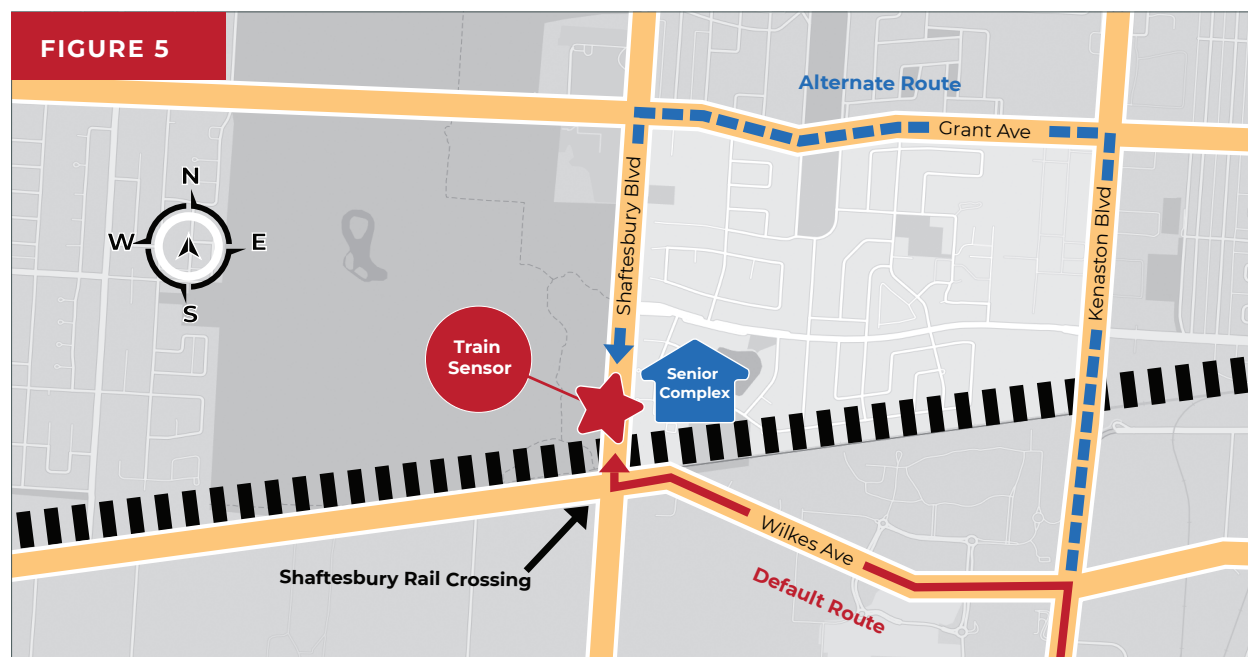 FIGURE 5
Alternate Route
Grant Ave
N
W
E
S
Shaftesbury Blvd
Kenaston Blvd
Train
Sensor
Senior
Complex
Wilkes Ave
Shaftesbury Rail Crossing
Default Route